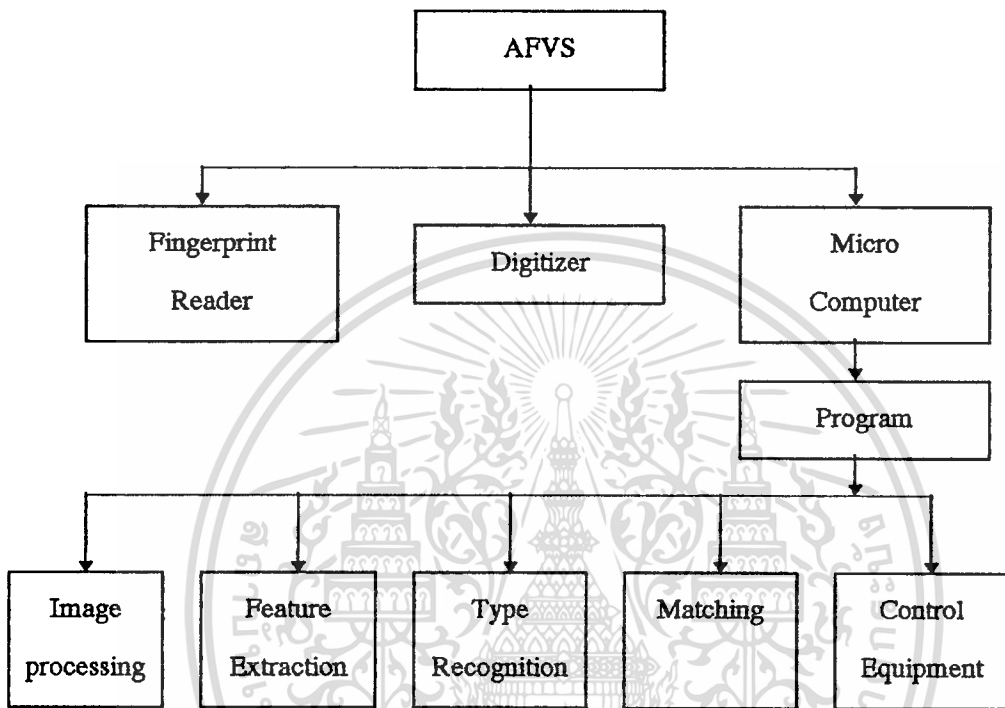 AFVS
Fingerprint
Reader
Digitizer
Micro
Computer
Program
Image
processing
Feature
Extraction
Type
Recognition
Matching
Control
Equipment